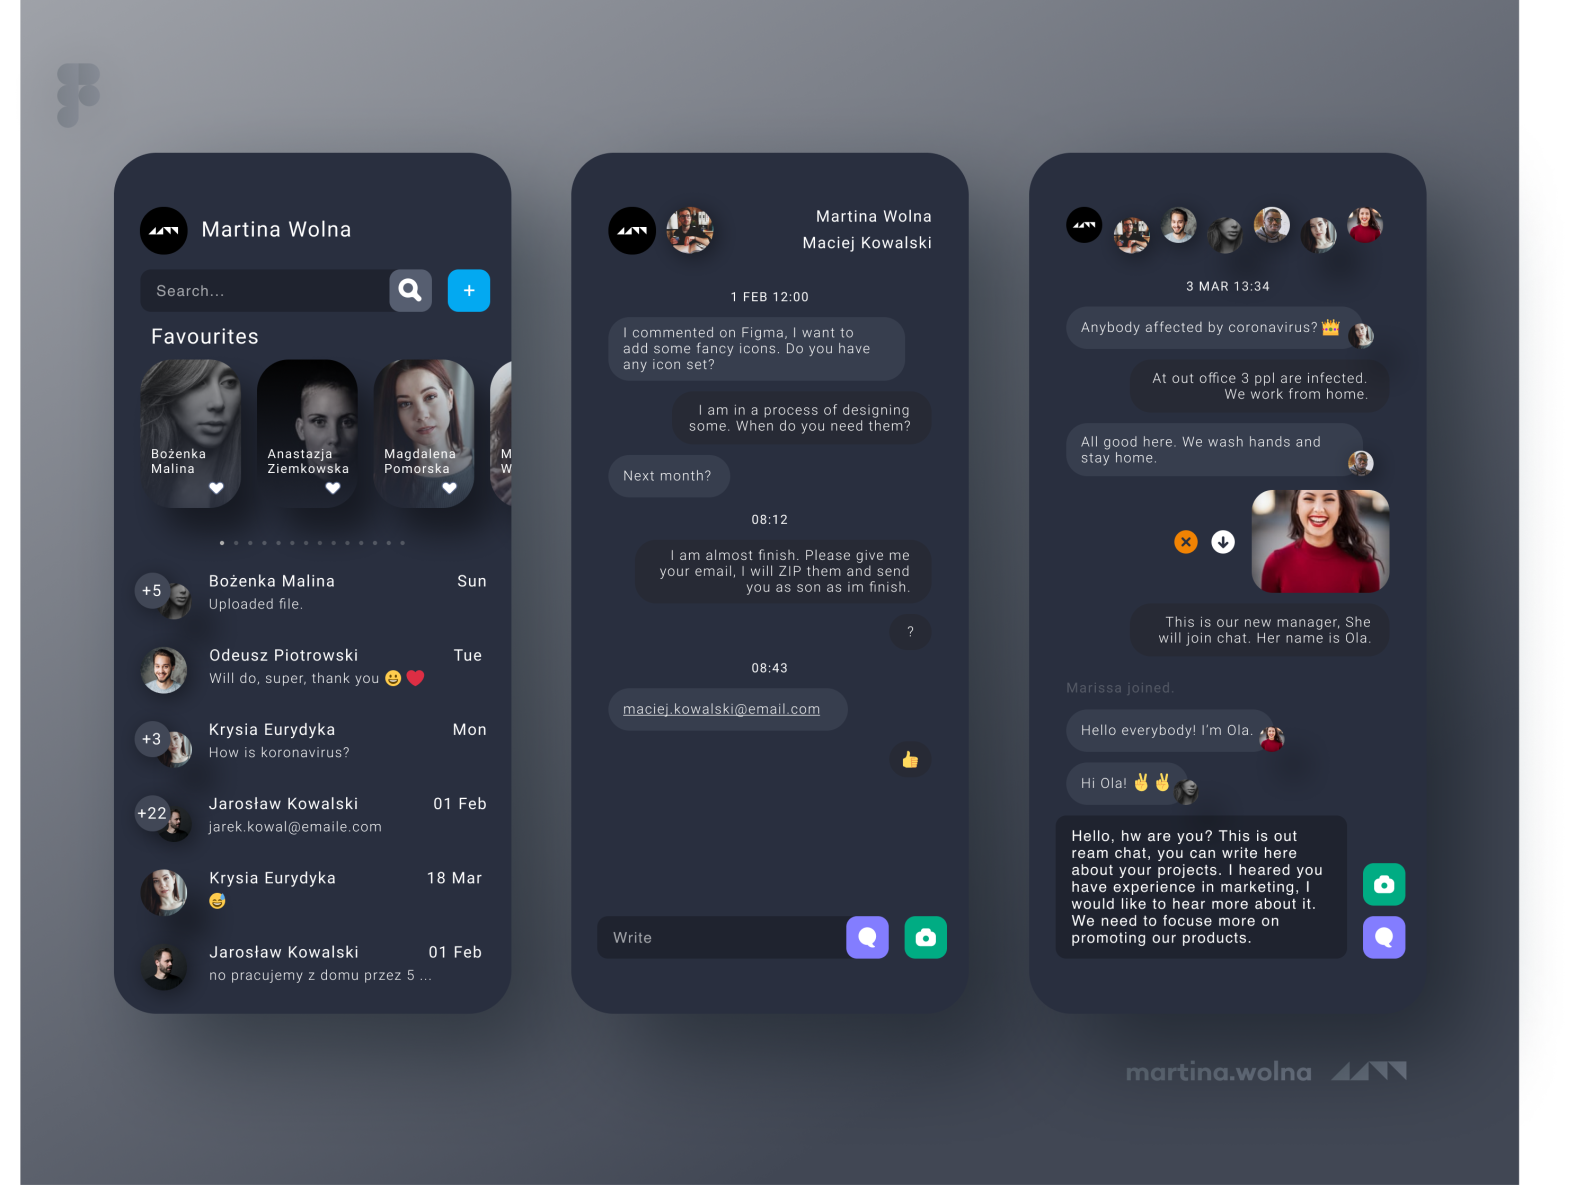 Martina Wolna
Search...
+
Favourites
Bożenka
Malina
Anastazja
Ziemkowska
Magdalena
Pomorska
M
W
+5
Bożenka Malina
Sun
Uploaded file.
Odeusz Piotrowski
Tue
Will do, super, thank you 😀 ❤️
+3
Krysia Eurydyka
Mon
How is koronavirus?
+22
Jarosław Kowalski
01 Feb
jarek.kowal@emaile.com
Krysia Eurydyka
18 Mar
😅
Jarosław Kowalski
01 Feb
no pracujemy z domu przez 5 ...
Martina Wolna
Maciej Kowalski
1 FEB 12:00
I commented on Figma, I want to
add some fancy icons. Do you have
any icon set?
I am in a process of designing
some. When do you need them?
Next month?
08:12
I am almost finish. Please give me
your email, I will ZIP them and send
you as son as im finish.
?
08:43
maciej.kowalski@email.com
👍
Write
3 MAR 13:34
Anybody affected by coronavirus? 👑
At out office 3 ppl are infected.
We work from home.
All good here. We wash hands and
stay home.
This is our new manager, She
will join chat. Her name is Ola.
Marissa joined.
Hello everybody! I'm Ola.
Hi Ola! ✌️ ✌️
Hello, hw are you? This is out
ream chat, you can write here
about your projects. I heared you
have experience in marketing, I
would like to hear more about it.
We need to focuse more on
promoting our products.
martina.wolna